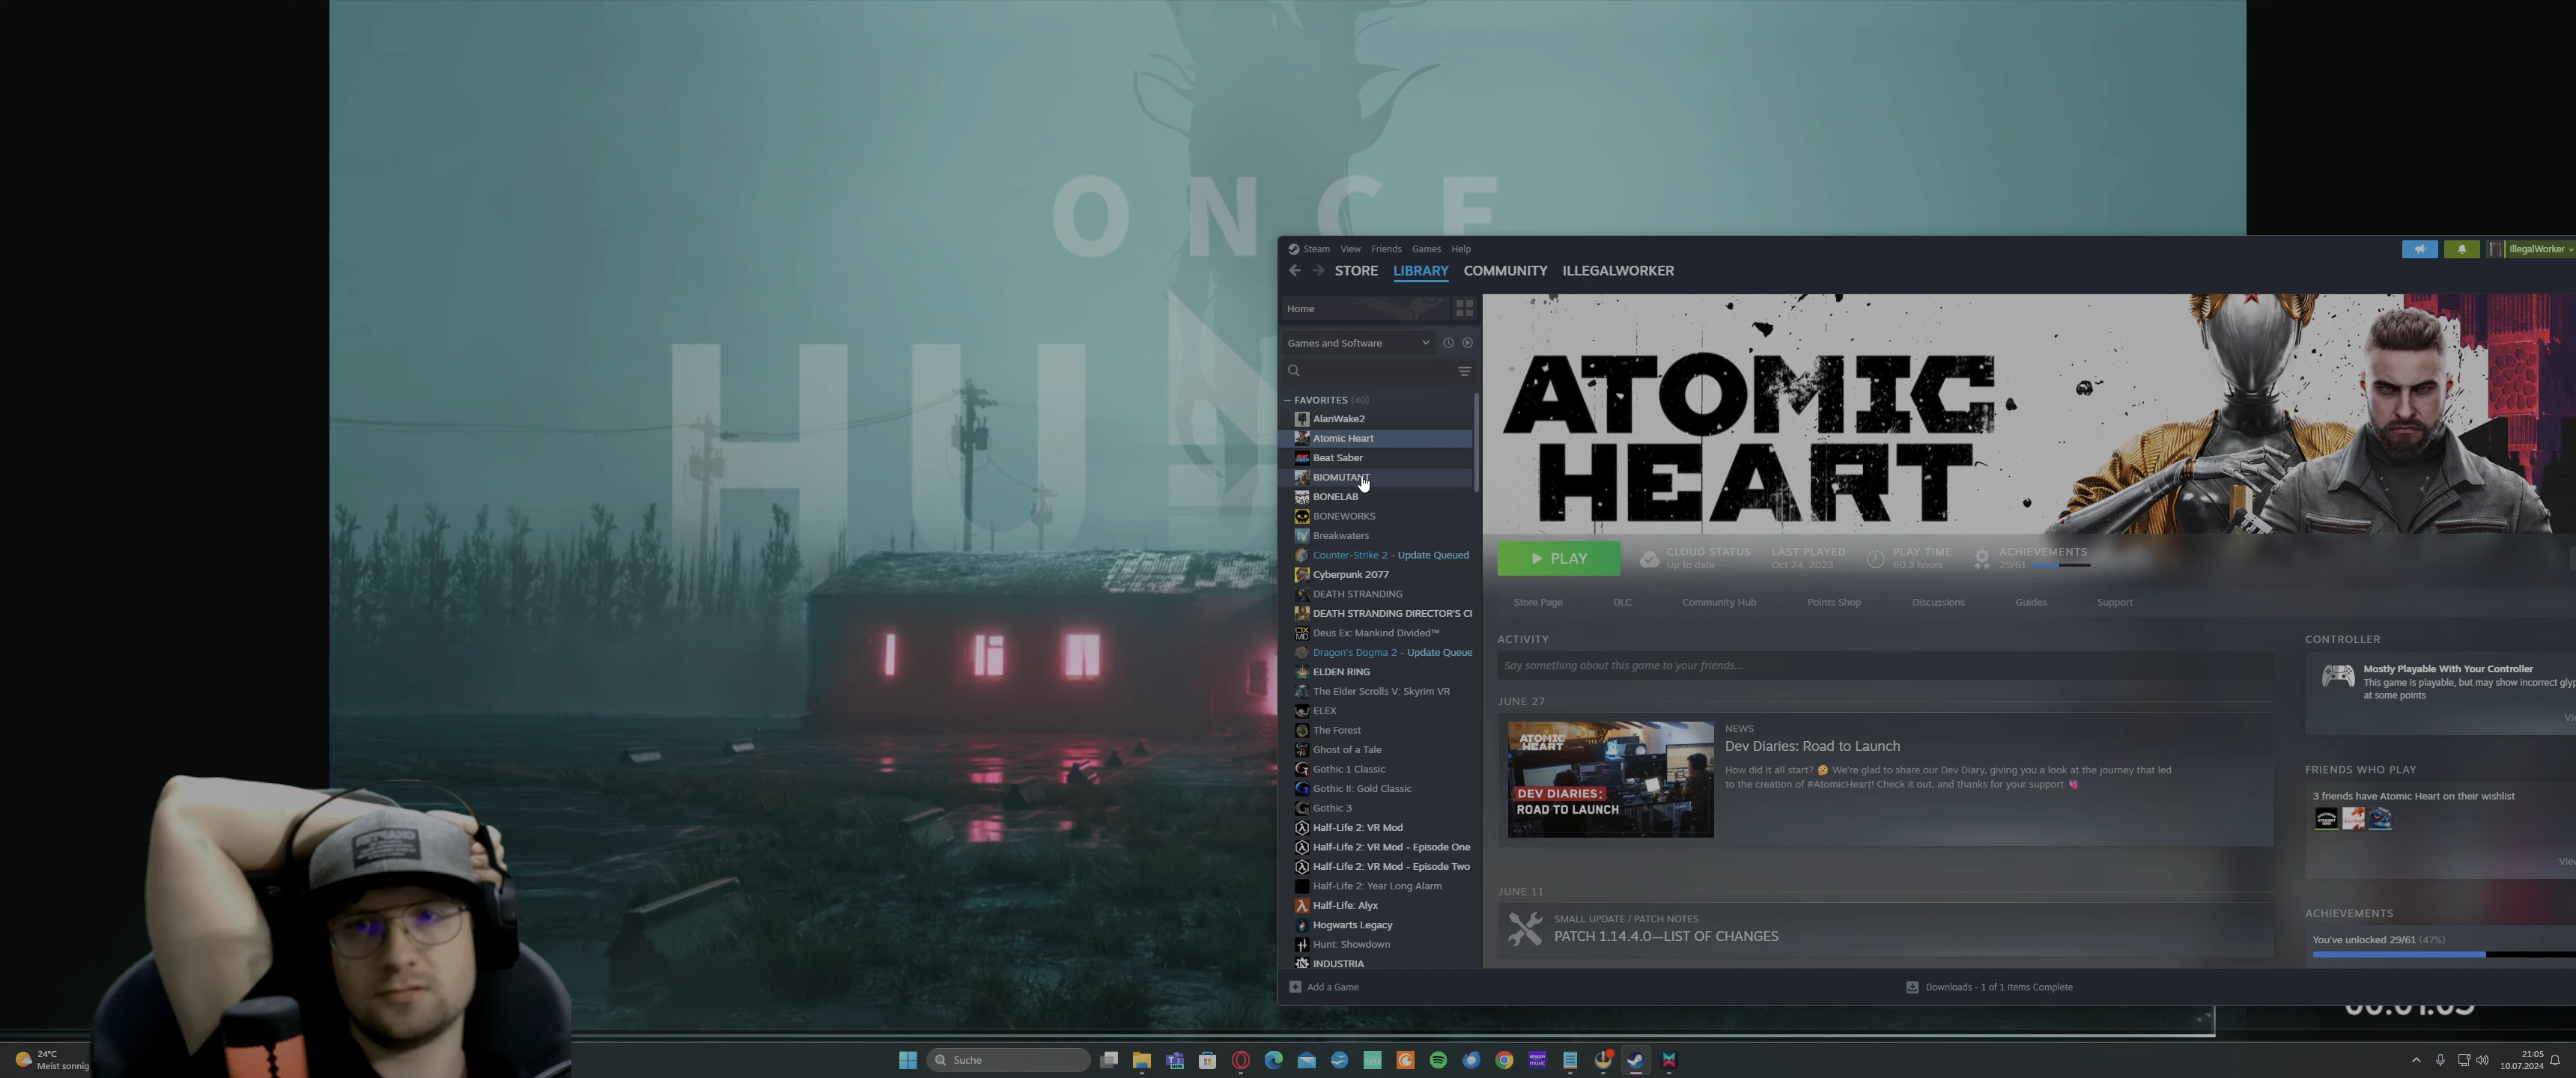 ONCE
HU
Steam View Friends Games Help
IllegalWorker
STORE LIBRARY COMMUNITY ILLEGALWORKER
Home
Games and Software
FAVORITES (40)
AlanWake2
Atomic Heart
Beat Saber
BIOMUTANT
BONELAB
BONEWORKS
Breakwaters
Counter-Strike 2 - Update Queued
Cyberpunk 2077
DEATH STRANDING
DEATH STRANDING DIRECTOR'S
Deus Ex: Mankind Divided™
Dragon's Dogma 2 - Update Queue
ELDEN RING
The Elder Scrolls V: Skyrim VR
ELEX
The Forest
Ghost of a Tale
Gothic 1 Classic
Gothic II: Gold Classic
Gothic 3
Half-Life 2: VR Mod
Half-Life 2: VR Mod - Episode One
Half-Life 2: VR Mod - Episode Two
Half-Life 2: Year Long Alarm
Half-Life: Alyx
Hogwarts Legacy
Hunt: Showdown
INDUSTRIA
Add a Game
ATOMIC
HEART
PLAY
CLOUD STATUS
Up to date
LAST PLAYED
Oct 24, 2023
PLAY TIME
60.3 hours
ACHIEVEMENTS
29/61
Store Page DLC Community Hub Points Shop Discussions Guides Support
ACTIVITY
Say something about this game to your friends...
JUNE 27
ATOMIC
HEART
DEV DIARIES:
ROAD TO LAUNCH
NEWS
Dev Diaries: Road to Launch
How did it all start? 🤔 We're glad to share our Dev Diary, giving you a look at the journey that led
to the creation of #AtomicHeart! Check it out, and thanks for your support
JUNE 11
SMALL UPDATE / PATCH NOTES
PATCH 1.14.4.0—LIST OF CHANGES
CONTROLLER
Mostly Playable With Your Controller
This game is playable, but may show incorrect glyp
at some points
FRIENDS WHO PLAY
3 friends have Atomic Heart on their wishlist
ACHIEVEMENTS
You've unlocked 29/61 (47%)
Downloads - 1 of 1 Items Complete
24°C
Meist sonnig
Suche
21:05
10.07.2024